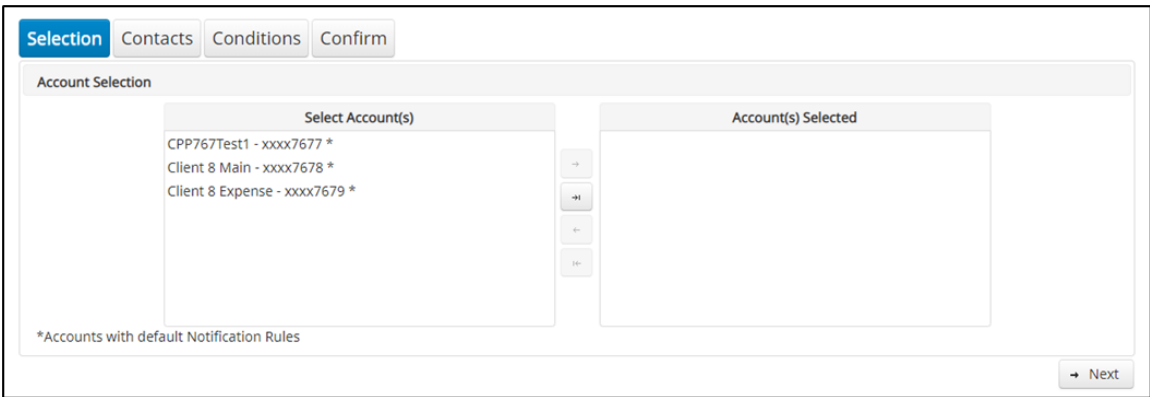 Selection Contacts Conditions Confirm
Account Selection
Select Account(s)
Account(s) Selected
CPP767Test1 - xxxx7677 *
Client 8 Main - xxxx7678 *
Client 8 Expense - xxxx7679 *
*Accounts with default Notification Rules
Next